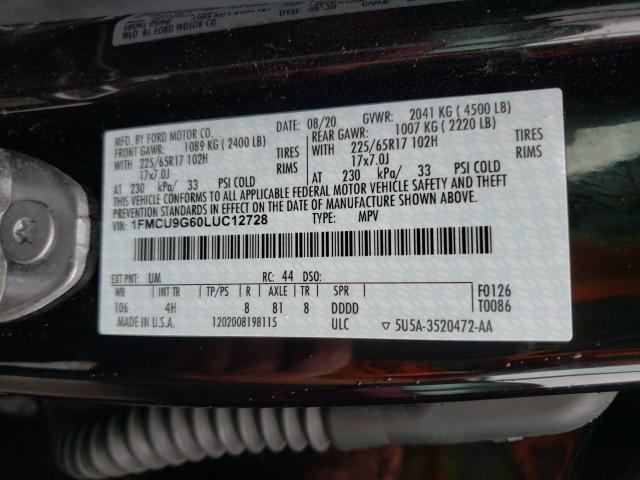 MFD. BY FORD MOTOR CO
MFD. BY FORD MOTOR CO.
DATE: 08/20 GVWR: 2041 KG ( 4500 LB)
FRONT GAWR: 1089 KG ( 2400 LB) REAR GAWR: 1007 KG ( 2220 LB)
WITH 225/65R17 102H TIRES WITH 225/65R17 102H TIRES
17x7.0J RIMS 17x7.0J RIMS
AT 230 kPa/ 33 PSI COLD AT 230 kPa/ 33 PSI COLD
THIS VEHICLE CONFORMS TO ALL APPLICABLE FEDERAL MOTOR VEHICLE SAFETY AND THEFT
PREVENTION STANDARDS IN EFFECT ON THE DATE OF MANUFACTURE SHOWN ABOVE.
VIN: 1FMCU9G60LUC12728 TYPE: MPV
EXT PNT: UM RC: 44 DSO:
WB INT TR TP/PS R AXLE TR SPR F0126
106 4H 8 81 8 DDDD T0086
MADE IN U.S.A. 1202008198115 ULC 5U5A-3520472-AA